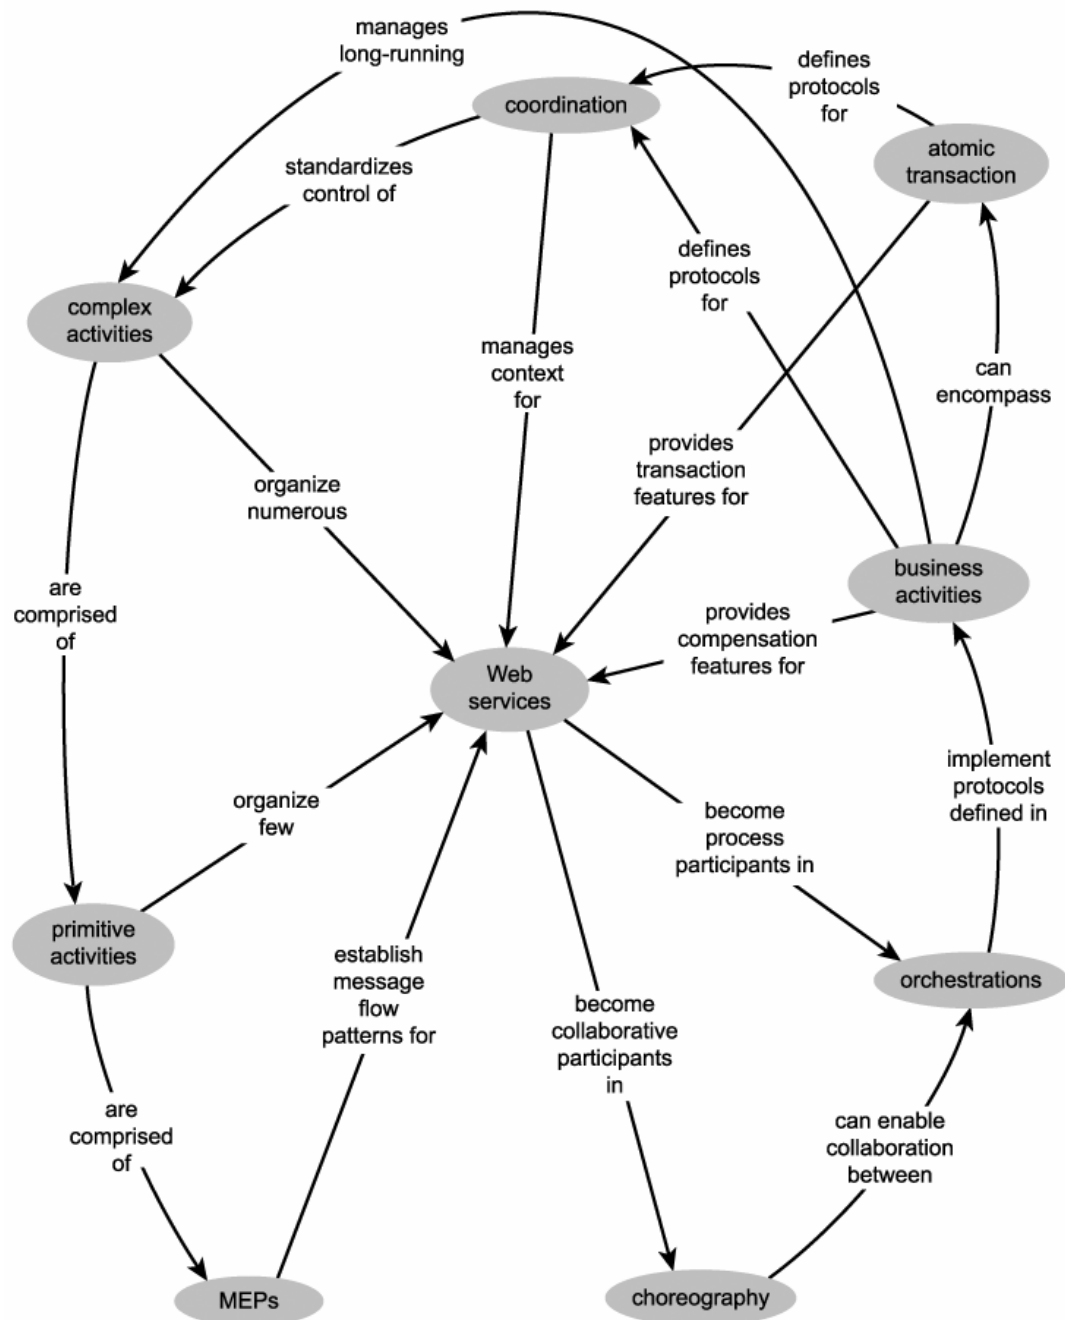 manages
long-running
defines
protocols
for
coordination
atomic
transaction
standardizes
control of
defines
protocols
for
complex
activities
manages
context
for
can
encompass
provides
transaction
features for
organize
numerous
business
activities
are
comprised
of
provides
compensation
features for
Web
services
implement
protocols
defined in
organize
few
become
process
participants in
primitive
activities
establish
message
flow
patterns for
orchestrations
become
collaborative
participants
in
are
comprised
of
can enable
collaboration
between
MEPs
choreography